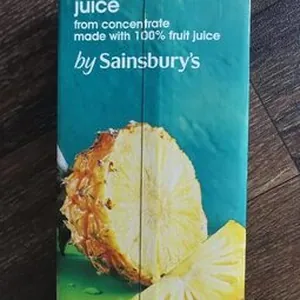 juice
from concentrate
made with 100% fruit juice
by Sainsbury's